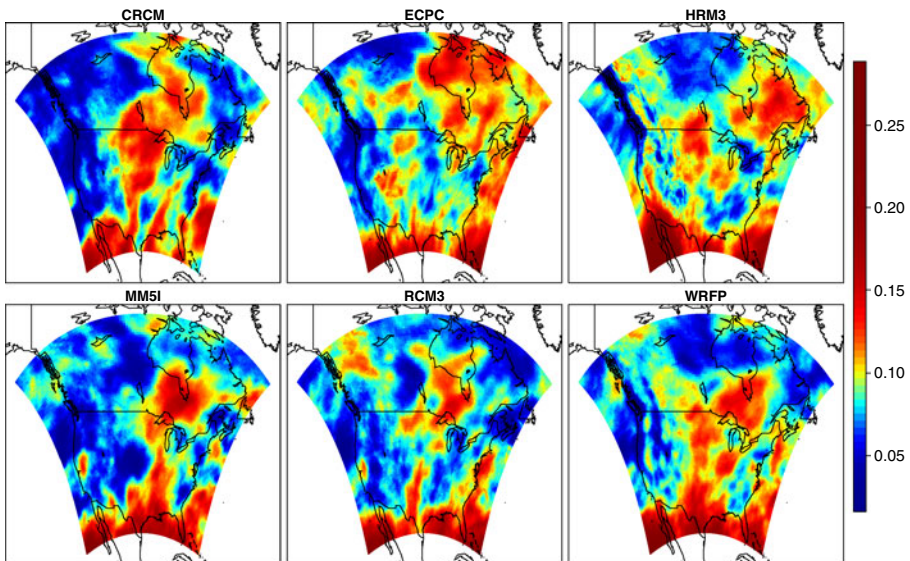 CRCM
ECPC
HRM3
MM5I
RCM3
WRFP
0.25
0.20
0.15
0.10
0.05